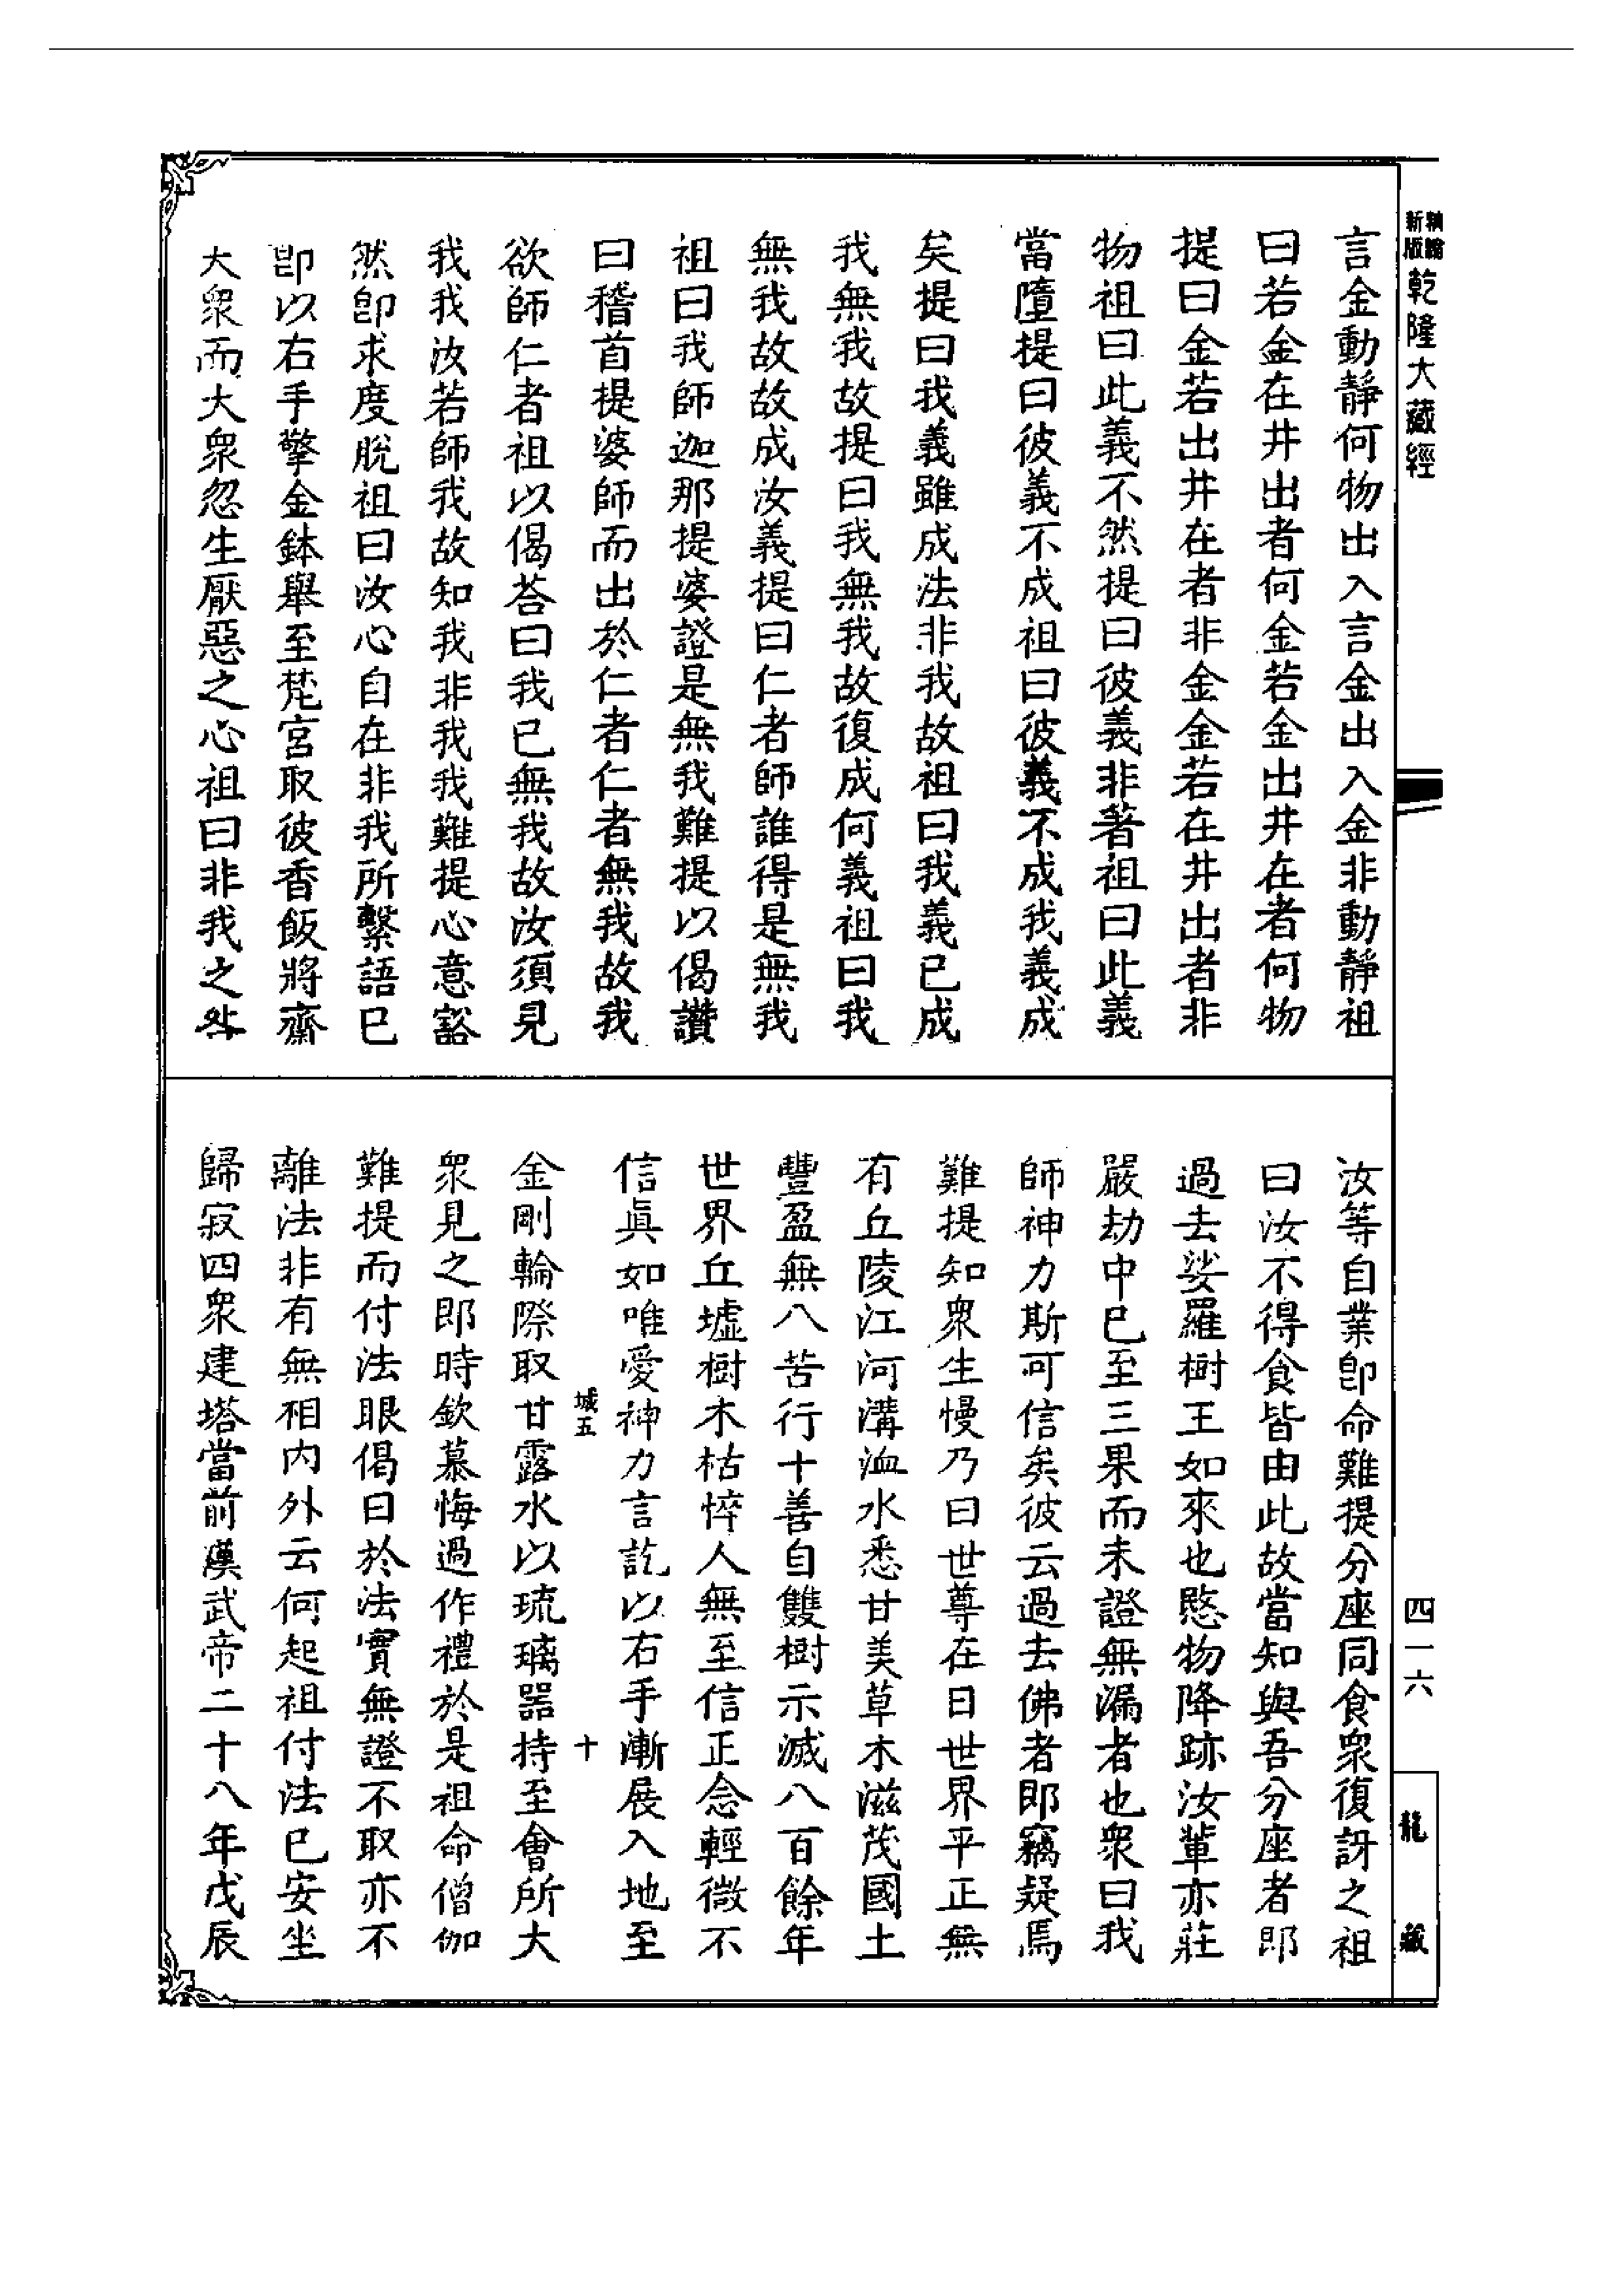 新編縮版
乾隆大藏經
言金動靜何物出入言金出入金非動靜祖
曰若金在井出者何金若金出井在者何物
提曰金若出井在者非金金若在井出者非
物祖曰此義不然提曰彼義非著祖曰此義
當墮提曰彼義不成祖曰彼義不成我義成
矣提曰我義雖成法非我故祖曰我義已成
我無我故提曰我無我故復成何義祖曰我
無我故故成汝義提曰仁者師誰得是無我
祖曰我師迦那提婆證是無我難提以偈讚
曰稽首提婆師而出於仁者仁者無我故我
欲師仁者祖以偈荅曰我已無我故汝須見
我我汝若師我故知我非我我難提心意豁
然卽求度脫祖曰汝心自在非我所繫語已
卽以右手擎金鉢舉至梵宮取彼香飯將齋
大衆而大衆忽生厭惡之心祖曰非我之咎
汝等自業卽命難提分座同食衆復訝之祖
曰汝不得食皆由此故當知與吾分座者即
過去娑羅樹王如來也愍物降跡汝輩亦莊
嚴劫中已至三果而未證無漏者也衆曰我
師神力斯可信矣彼云過去佛者即竊疑焉
難提知衆生慢乃曰世尊在日世界平正無
有丘陵江河溝洫水悉甘美草木滋茂國土
豐盈無八苦行十善自雙樹示滅八百餘年
世界丘墟樹木枯悴人無至信正念輕微不
信眞如唯愛神力言訖以右手漸展入地至
城五
十
金剛輪際取甘露水以琉璃器持至會所大
衆見之即時欽慕悔過作禮於是祖命僧伽
難提而付法眼偈曰於法實無證不取亦不
離法非有無相內外云何起祖付法已安坐
歸寂四衆建塔當前漢武帝二十八年戊辰
四一六
龍藏